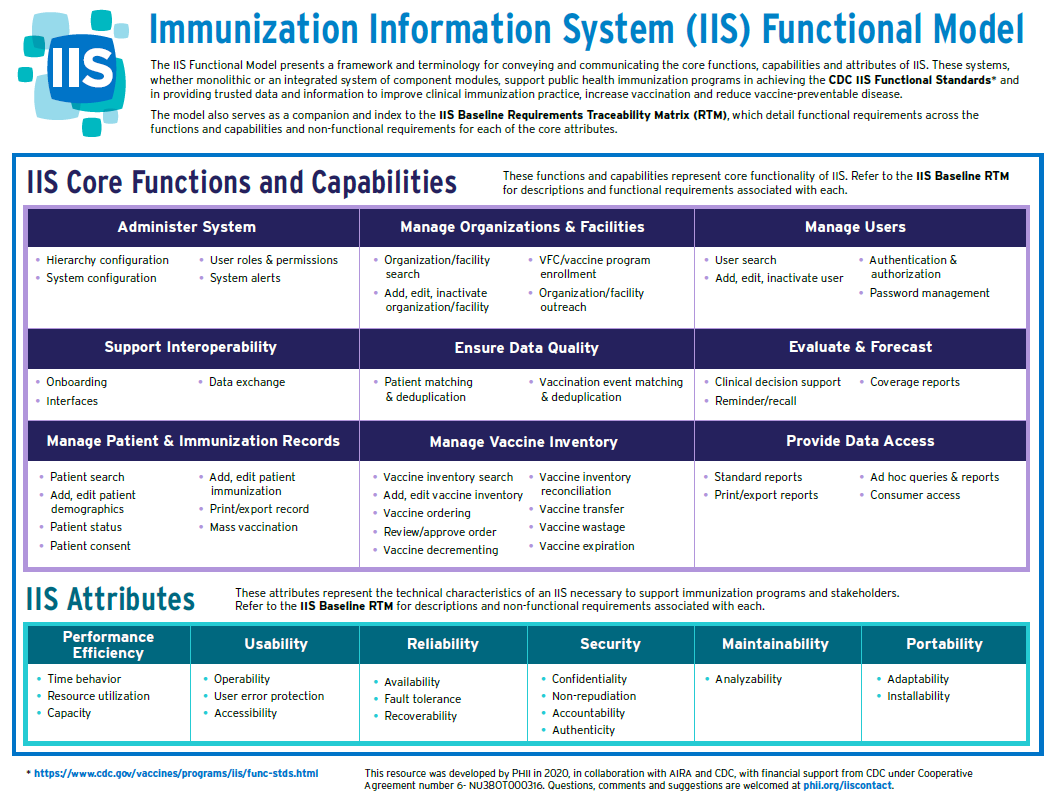 IIS
Immunization Information System (IIS) Functional Model
The IIS Functional Model presents a framework and terminology for conveying and communicating the core functions, capabilities and attributes of IIS. These systems,
whether monolithic or an integrated system of component modules, support public health immunization programs in achieving the CDC IIS Functional Standards* and
in providing trusted data and information to improve clinical immunization practice, increase vaccination and reduce vaccine-preventable disease.
The model also serves as a companion and index to the IIS Baseline Requirements Traceability Matrix (RTM), which detail functional requirements across the
functions and capabilities and non-functional requirements for each of the core attributes.
IIS Core Functions and Capabilities
These functions and capabilities represent core functionality of IIS. Refer to the IIS Baseline RTM
for descriptions and functional requirements associated with each.
Administer System
• Hierarchy configuration
• System configuration
• User roles & permissions
• System alerts
Manage Organizations & Facilities
• Organization/facility
search
• Add, edit, inactivate
organization/facility
• VFC/vaccine program
enrollment
• Organization/facility
outreach
Manage Users
• User search
• Add, edit, inactivate user
• Authentication &
authorization
• Password management
Support Interoperability
• Onboarding
• Interfaces
• Data exchange
Ensure Data Quality
• Patient matching
& deduplication
• Vaccination event matching
& deduplication
Evaluate & Forecast
• Clinical decision support
• Reminder/recall
• Coverage reports
Manage Patient & Immunization Records
• Patient search
• Add, edit patient
demographics
• Patient status
• Patient consent
• Add, edit patient
immunization
• Print/export record
• Mass vaccination
Manage Vaccine Inventory
• Vaccine inventory search
• Add, edit vaccine inventory
• Vaccine ordering
• Review/approve order
• Vaccine decrementing
• Vaccine inventory
reconciliation
• Vaccine transfer
• Vaccine wastage
• Vaccine expiration
Provide Data Access
• Standard reports
• Print/export reports
• Ad hoc queries & reports
• Consumer access
IIS Attributes
These attributes represent the technical characteristics of an IIS necessary to support immunization programs and stakeholders.
Refer to the IIS Baseline RTM for descriptions and non-functional requirements associated with each.
Performance
Efficiency
• Time behavior
• Resource utilization
• Capacity
Usability
• Operability
• User error protection
• Accessibility
Reliability
• Availability
• Fault tolerance
• Recoverability
Security
• Confidentiality
• Non-repudiation
• Accountability
• Authenticity
Maintainability
• Analyzability
Portability
• Adaptability
• Installability
* https://www.cdc.gov/vaccines/programs/iis/func-stds.html
This resource was developed by PHII in 2020, in collaboration with AIRA and CDC, with financial support from CDC under Cooperative
Agreement number 6- NU38OT000316. Questions, comments and suggestions are welcomed at phii.org/iiscontact.